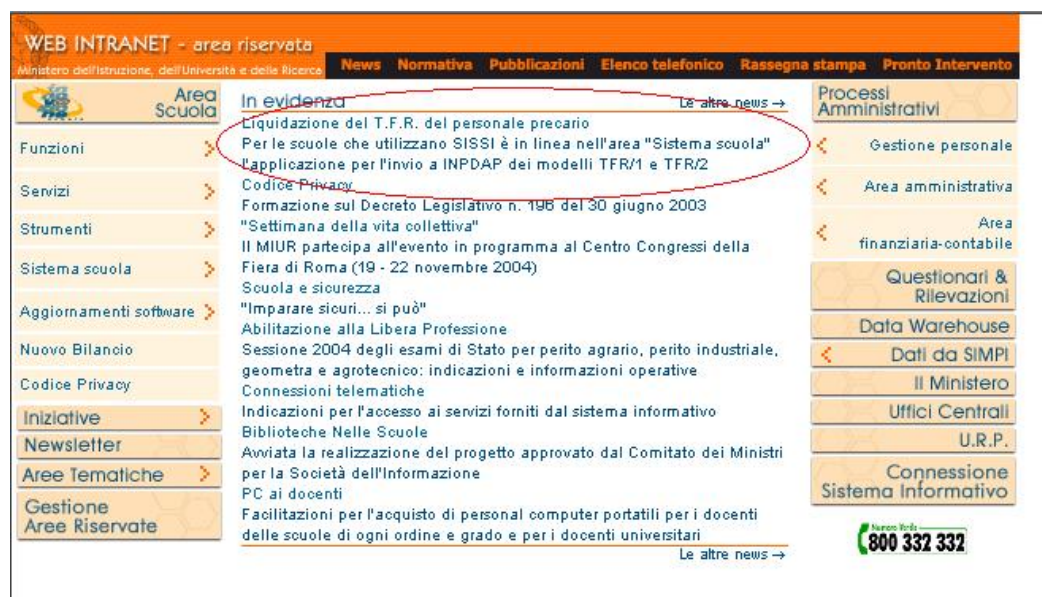 WEB INTRANET - area riservata
Ministero dell'Istruzione, dell'Università e della Ricerca
News Normativa Pubblicazioni Elenco telefonico Rassegna stampa Pronto Intervento
Area
Scuola
Funzioni
Servizi
Strumenti
Sistema scuola
Aggiornamenti software
Nuovo Bilancio
Codice Privacy
Iniziative
Newsletter
Aree Tematiche
Gestione
Aree Riservate
In evidenza
Le altre news →
Liquidazione del T.F.R. del personale precario
Per le scuole che utilizzano SISSI è in linea nell'area "Sistema scuola"
l'applicazione per l'invio a INPDAP dei modelli TFR/1 e TFR/2
Codice Privacy
Formazione sul Decreto Legislativo n. 196 del 30 giugno 2003
"Settimana della vita collettiva"
Il MIUR partecipa all'evento in programma al Centro Congressi della
Fiera di Roma (19 - 22 novembre 2004)
Scuola e sicurezza
"Imparare sicuri... si può"
Abilitazione alla Libera Professione
Sessione 2004 degli esami di Stato per perito agrario, perito industriale,
geometra e agrotecnico: indicazioni e informazioni operative
Connessioni telematiche
Indicazioni per l'accesso ai servizi forniti dal sistema informativo
Biblioteche Nelle Scuole
Avviata la realizzazione del progetto approvato dal Comitato dei Ministri
per la Società dell'Informazione
PC ai docenti
Facilitazioni per l'acquisto di personal computer portatili per i docenti
delle scuole di ogni ordine e grado e per i docenti universitari
Le altre news →
Processi
Amministrativi
Gestione personale
Area amministrativa
Area
finanziaria-contabile
Questionari &
Rilevazioni
Data Warehouse
Dati da SIMPI
Il Ministero
Uffici Centrali
U.R.P.
Connessione
Sistema Informativo
Numero Verde
800 332 332